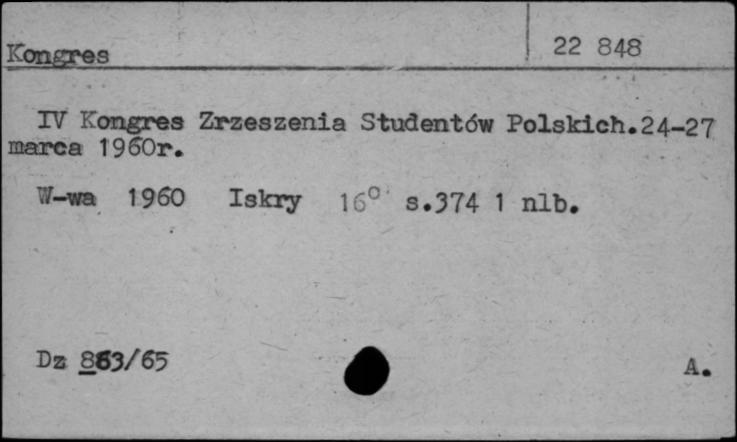 Kongres
22 848
IV Kongres Zrzeszenia Studentów Polskich.24-27
marca 1960r.
W-wa 1960 Iskry 16° s.374 1 nlb.
Dz 863/65
A.